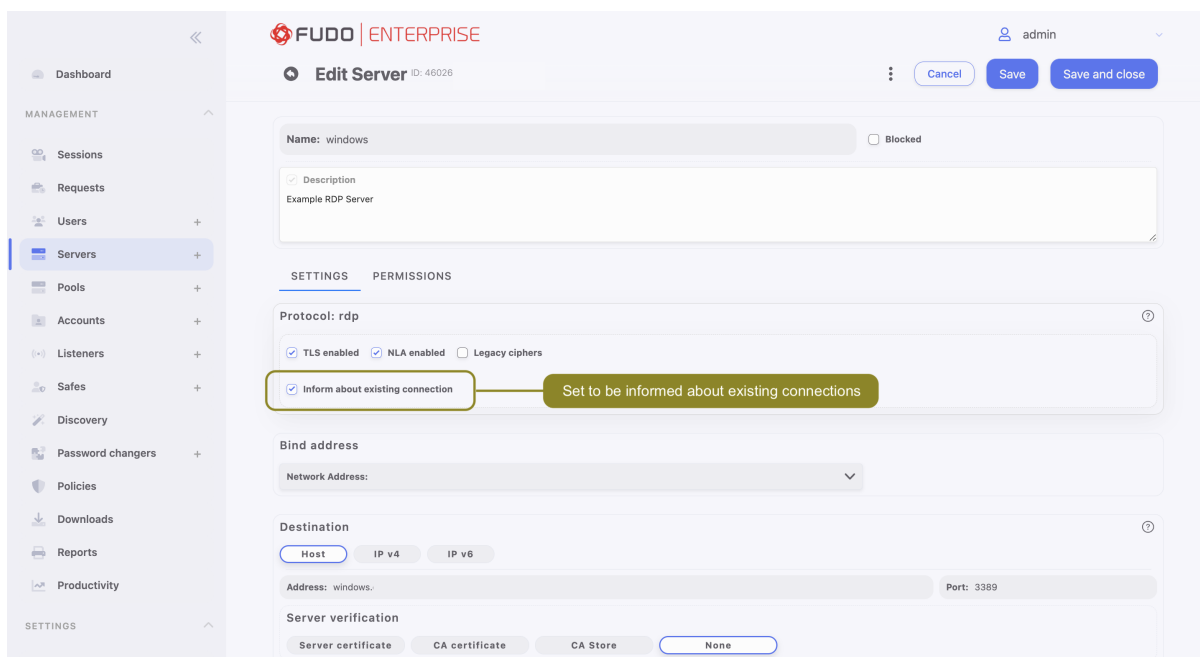 FUDO ENTERPRISE
admin
Dashboard
Edit Server ID: 46026
Cancel
Save
Save and close
MANAGEMENT
Name: windows
Blocked
Sessions
Description
Requests
Example RDP Server
Users
Servers
SETTINGS PERMISSIONS
Pools
Protocol: rdp
Accounts
Listeners
TLS enabled NLA enabled Legacy ciphers
Safes
Inform about existing connection
Set to be informed about existing connections
Discovery
Bind address
Password changers
Network Address:
Policies
Downloads
Destination
Reports
Host IP v4 IP v6
Productivity
Address: windows.
Port: 3389
SETTINGS
Server verification
Server certificate CA certificate CA Store None